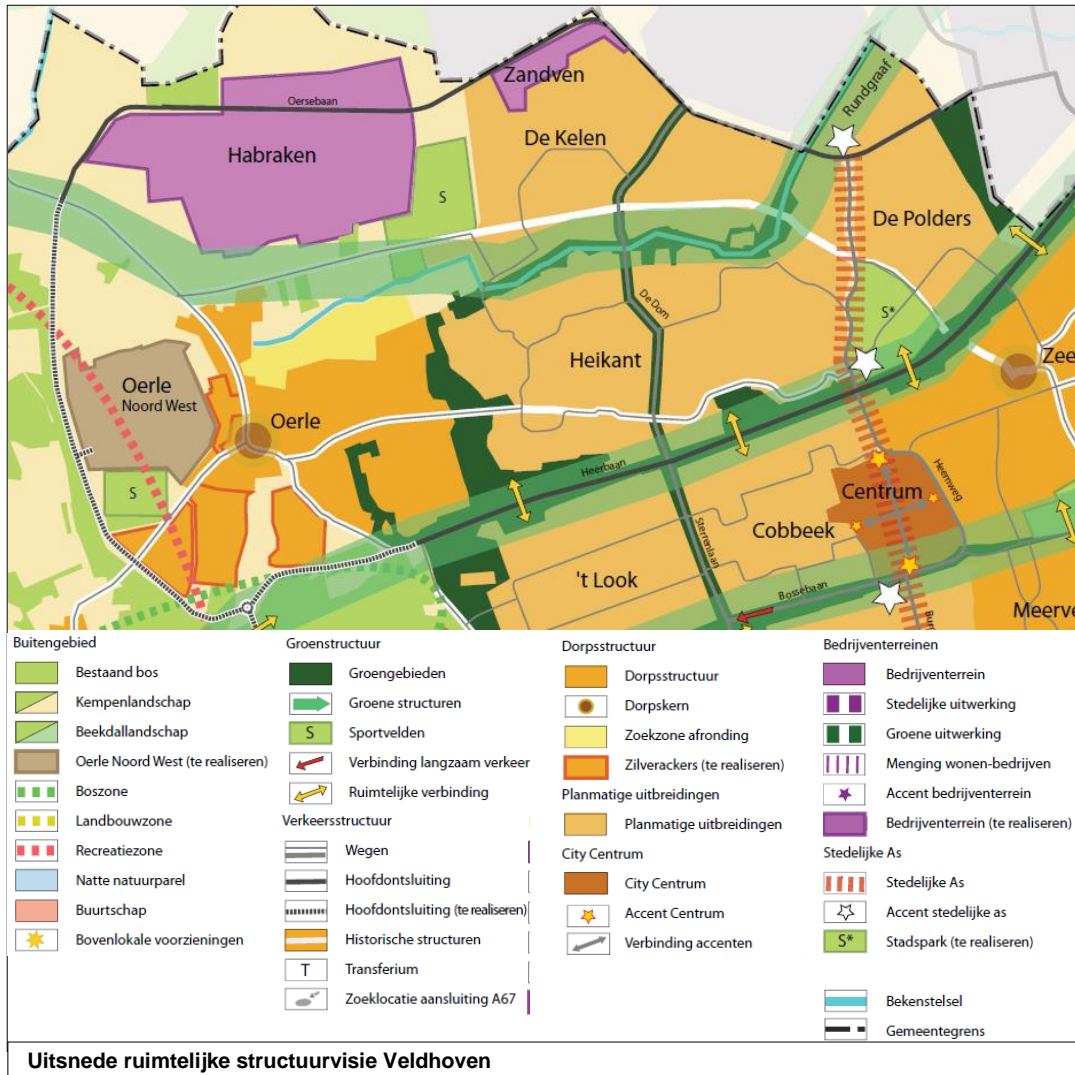 Zandven
Rundgraaf
Oersebaan
De Kelen
Habraken
S
De Polders
De Dom
S*
Heikant
Zee
Oerle
Noord West
Oerle
Heerbaan
Heemweg
S
Centrum
Sterrenlaan
Cobbeek
't Look
Bossebaan
Meerve
Bur
Buitengebied
Bestaand bos
Kempenlandschap
Beekdallandschap
Oerle Noord West (te realiseren)
Boszone
Landbouwzone
Recreatiezone
Natte natuurparel
Buurtschap
Bovenlokale voorzieningen
Groenstructuur
Groengebieden
Groene structuren
S Sportvelden
Verbinding langzaam verkeer
Ruimtelijke verbinding
Verkeersstructuur
Wegen
Hoofdontsluiting
Hoofdontsluiting (te realiseren)
Historische structuren
T Transferium
Zoeklocatie aansluiting A67
Dorpsstructuur
Dorpsstructuur
Dorpskern
Zoekzone afronding
Zilverackers (te realiseren)
Planmatige uitbreidingen
Planmatige uitbreidingen
City Centrum
City Centrum
Accent Centrum
Verbinding accenten
Bedrijventerreinen
Bedrijventerrein
Stedelijke uitwerking
Groene uitwerking
Menging wonen-bedrijven
Accent bedrijventerrein
Bedrijventerrein (te realiseren)
Stedelijke As
Stedelijke As
Accent stedelijke as
S* Stadspark (te realiseren)
Bekenstelsel
Gemeentegrens
Uitsnede ruimtelijke structuurvisie Veldhoven